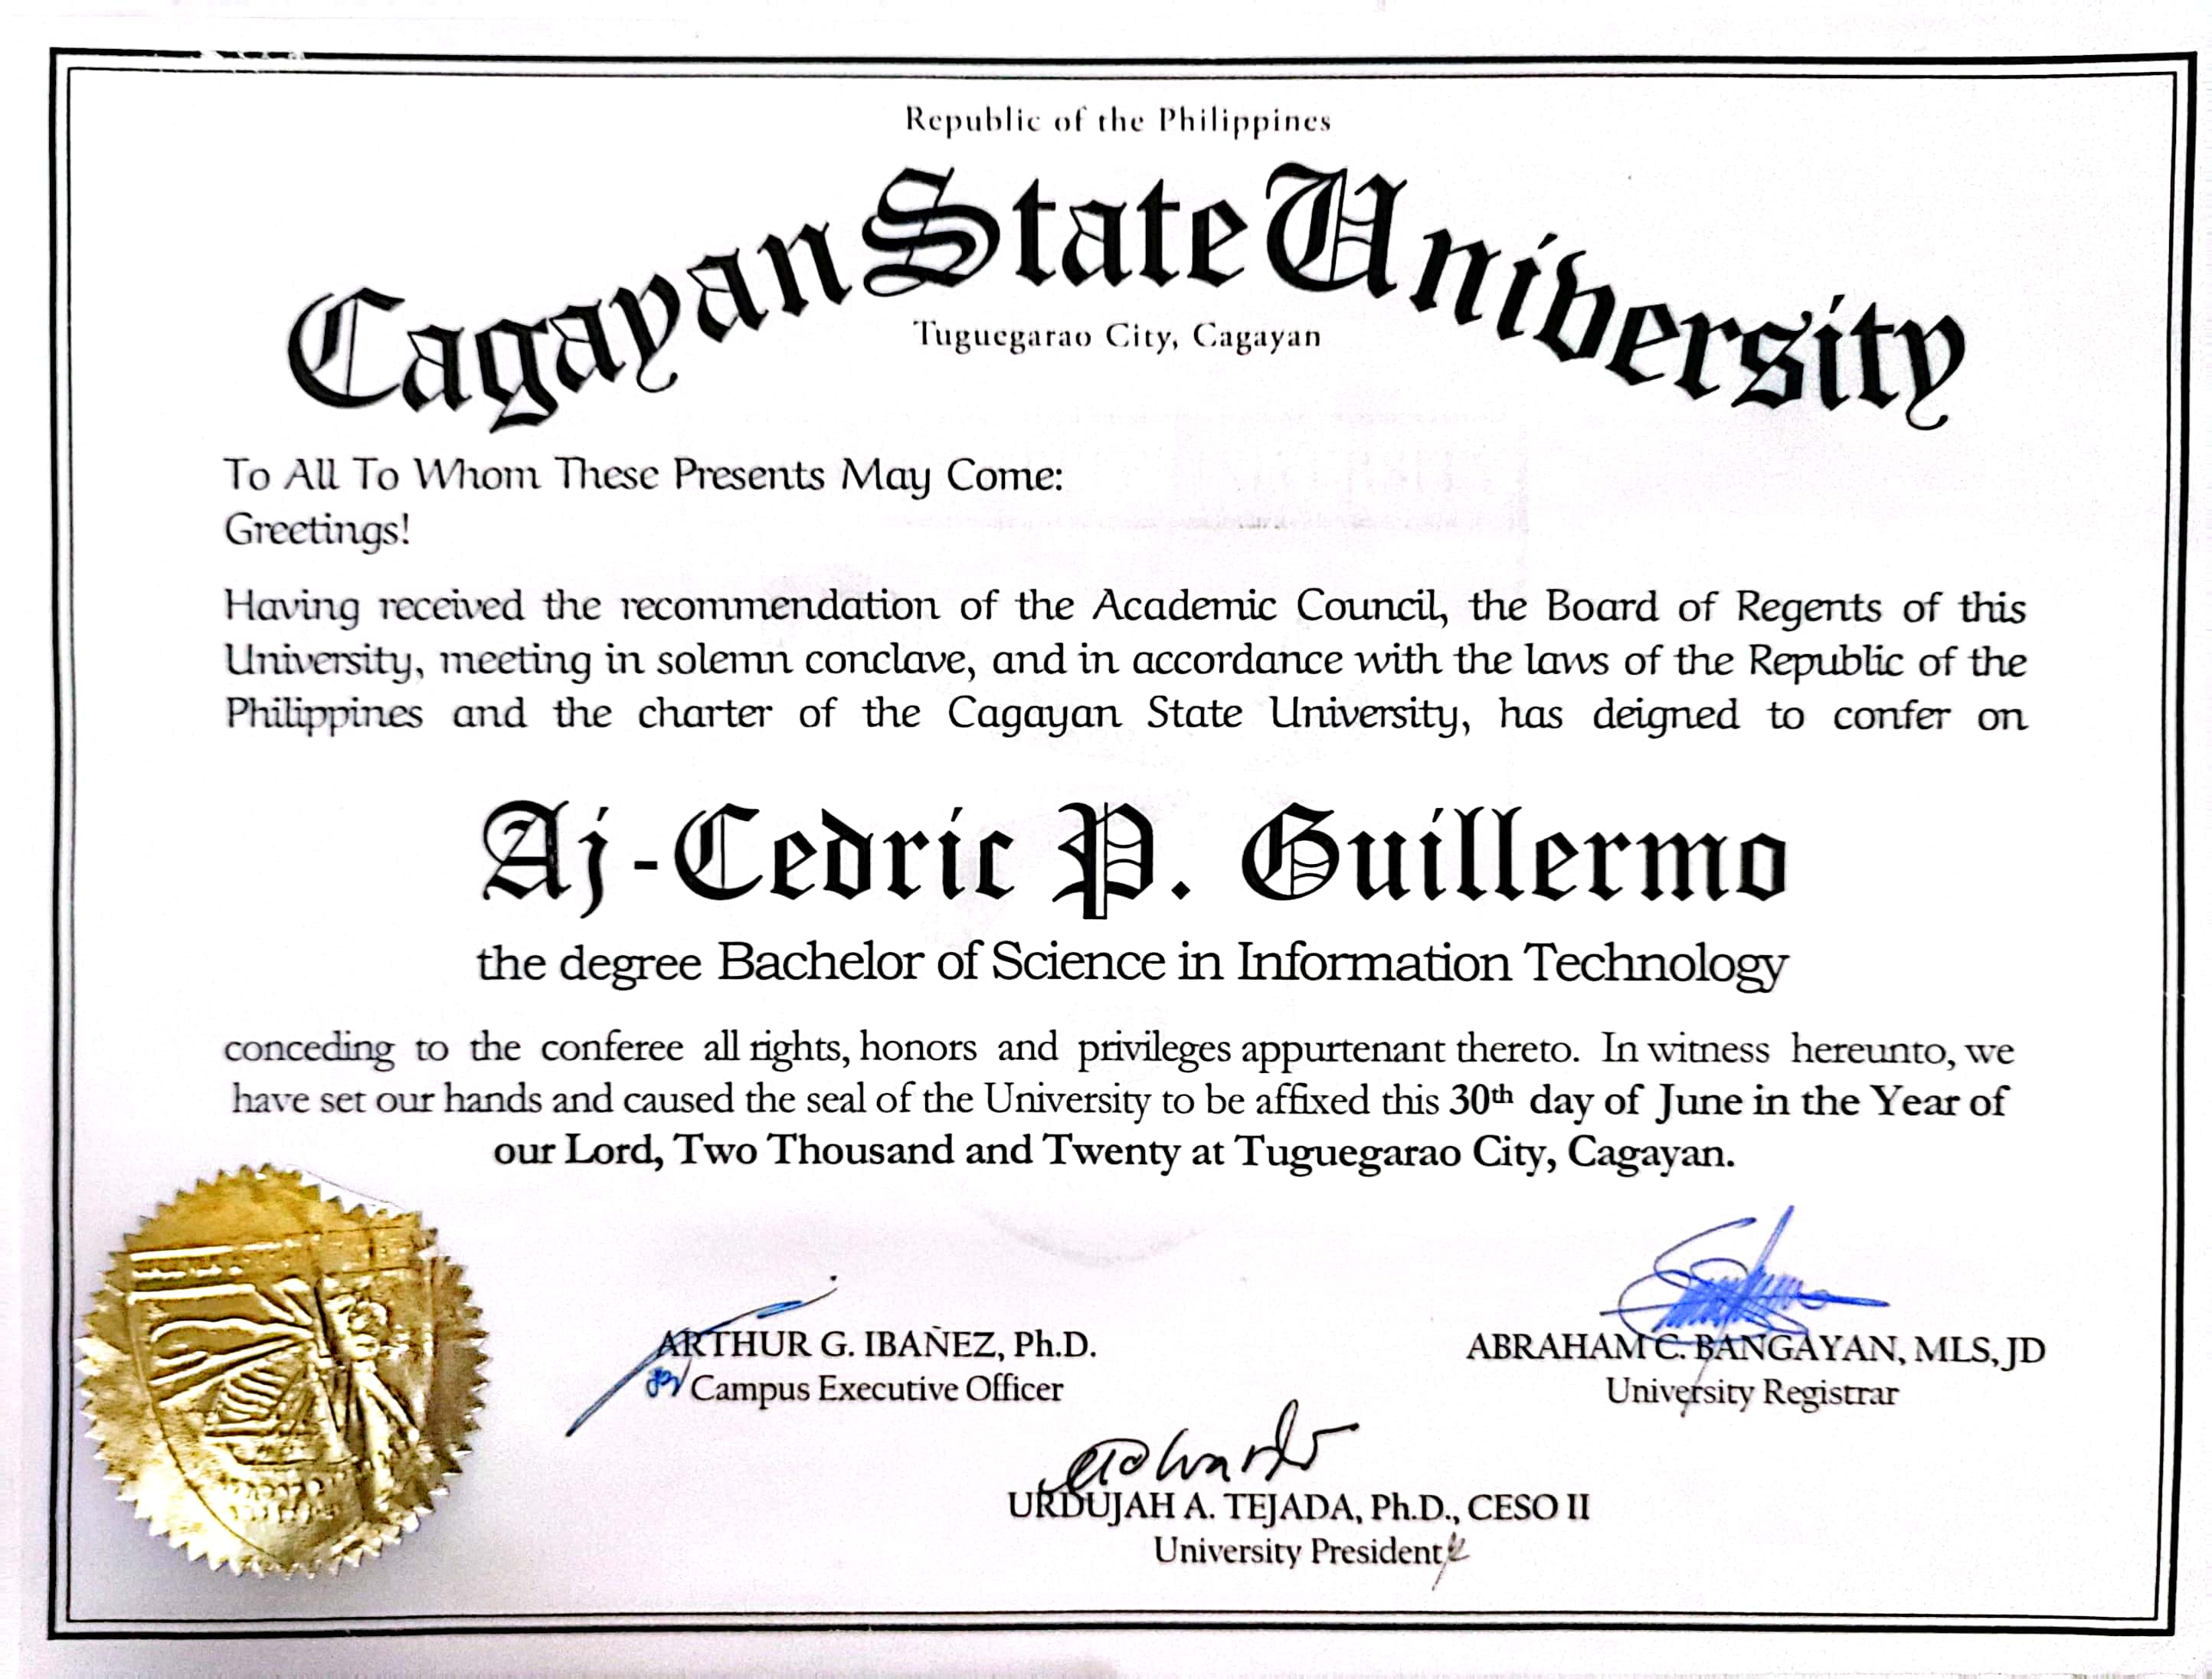 Republic of the Philippines
Cagayan State University
Tuguegarao City, Cagayan
To All To Whom These Presents May Come:
Greetings!
Having received the recommendation of the Academic Council, the Board of Regents of this
University, meeting in solemn conclave, and in accordance with the laws of the Republic of the
Philippines and the charter of the Cagayan State University, has deigned to confer on
Aj-Cedric P. Guillermo
the degree Bachelor of Science in Information Technology
conceding to the conferee all rights, honors and privileges appurtenant thereto. In witness hereunto, we
have set our hands and caused the seal of the University to be affixed this 30th day of June in the Year of
our Lord, Two Thousand and Twenty at Tuguegarao City, Cagayan.
ARTHUR G. IBAÑEZ, Ph.D.
Campus Executive Officer
ABRAHAM C. BANGAYAN, MLS, JD
University Registrar
URDUJAH A. TEJADA, Ph.D., CESO II
University President